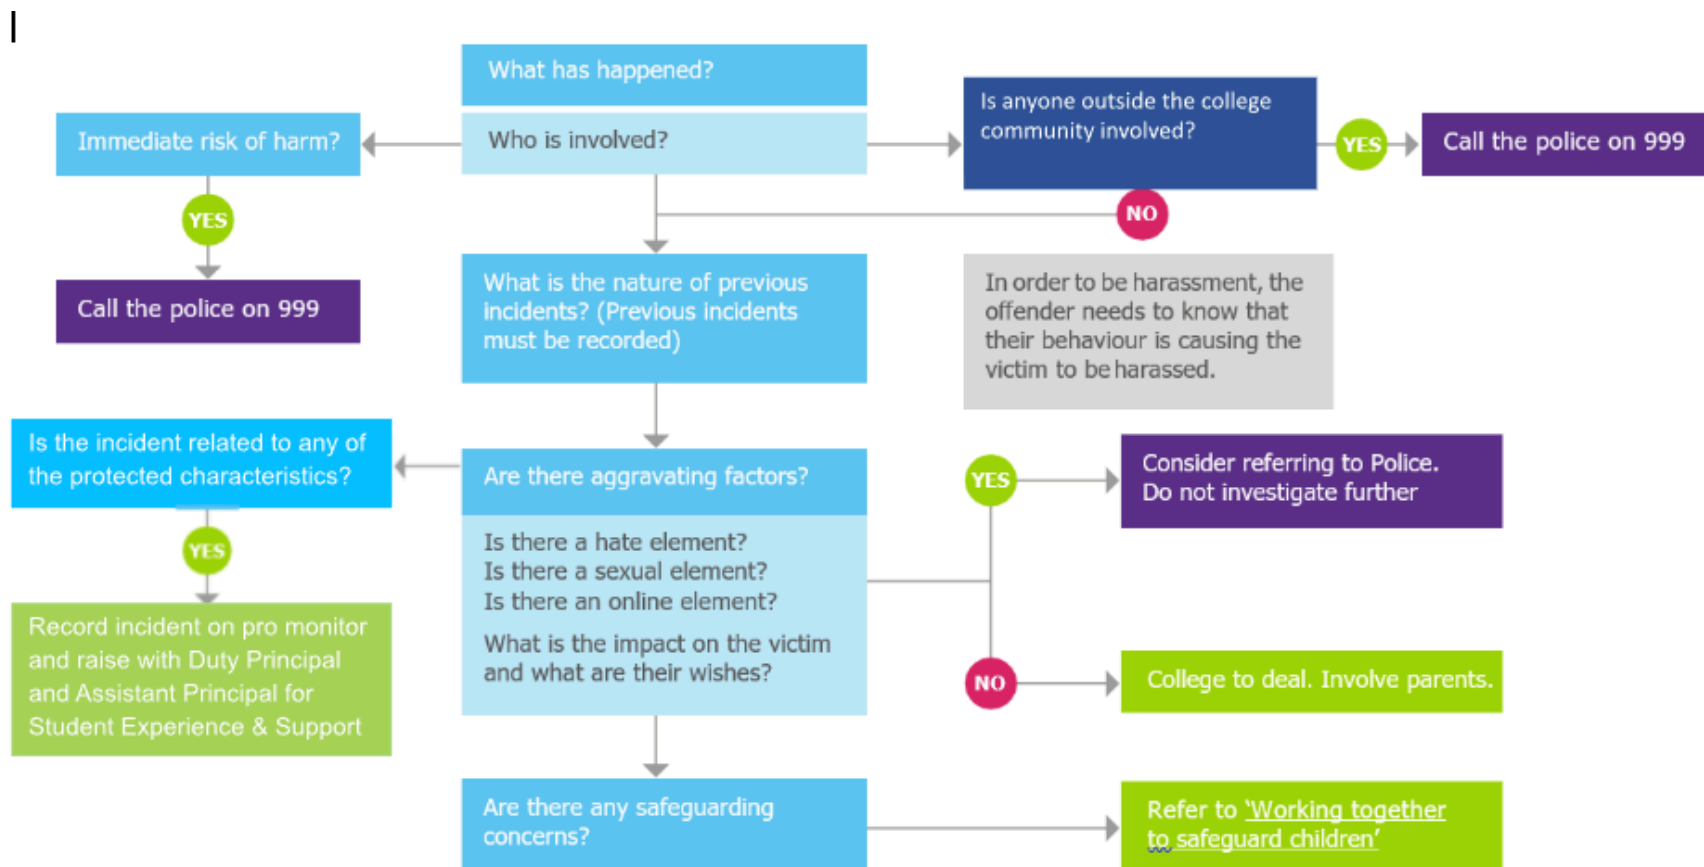 What has happened?
Who is involved?
Immediate risk of harm?
YES
Call the police on 999
Is anyone outside the college
community involved?
YES
Call the police on 999
NO
What is the nature of previous
incidents? (Previous incidents
must be recorded)
In order to be harassment, the
offender needs to know that
their behaviour is causing the
victim to be harassed.
Is the incident related to any of
the protected characteristics?
YES
Record incident on pro monitor
and raise with Duty Principal
and Assistant Principal for
Student Experience & Support
Are there aggravating factors?
Is there a hate element?
Is there a sexual element?
Is there an online element?
What is the impact on the victim
and what are their wishes?
YES
Consider referring to Police.
Do not investigate further
NO
College to deal. Involve parents.
Are there any safeguarding
concerns?
Refer to ‘Working together
to safeguard children’